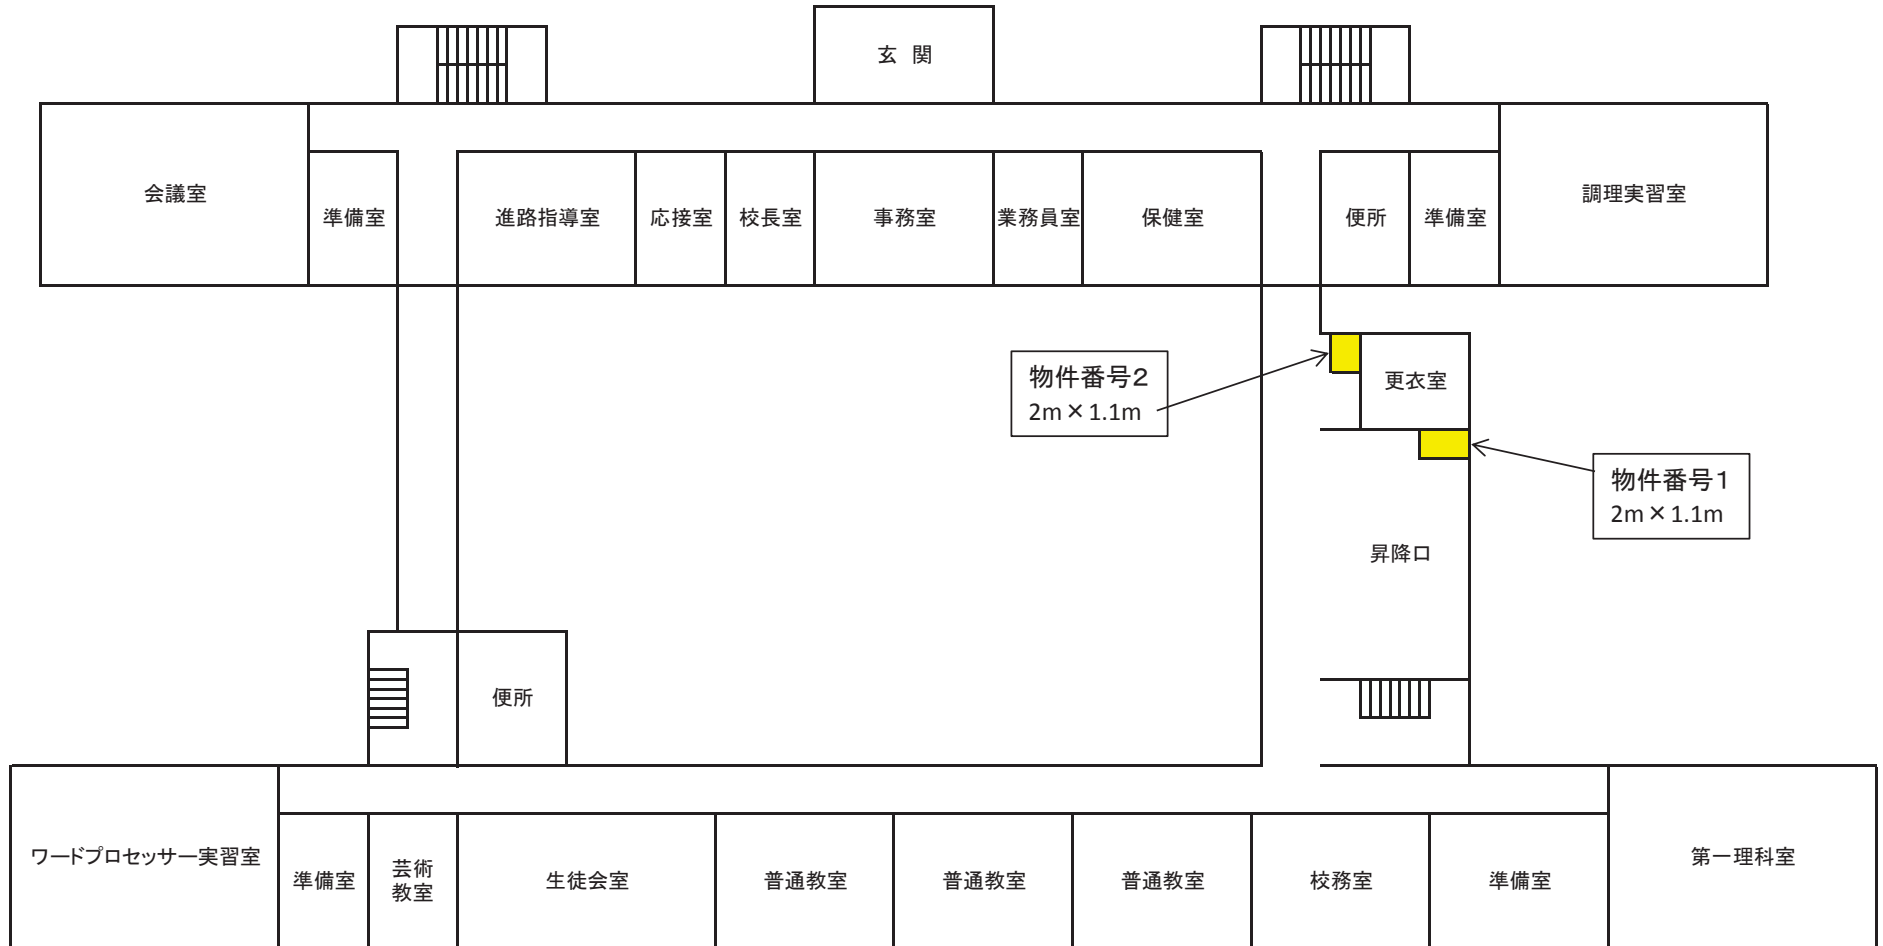 玄 関
会議室
準備室
進路指導室
応接室
校長室
事務室
業務員室
保健室
便所
準備室
調理実習室
物件番号2
2m×1.1m
更衣室
物件番号1
2m×1.1m
昇降口
便所
ワードプロセッサー実習室
準備室
芸術
教室
生徒会室
普通教室
普通教室
普通教室
校務室
準備室
第一理科室